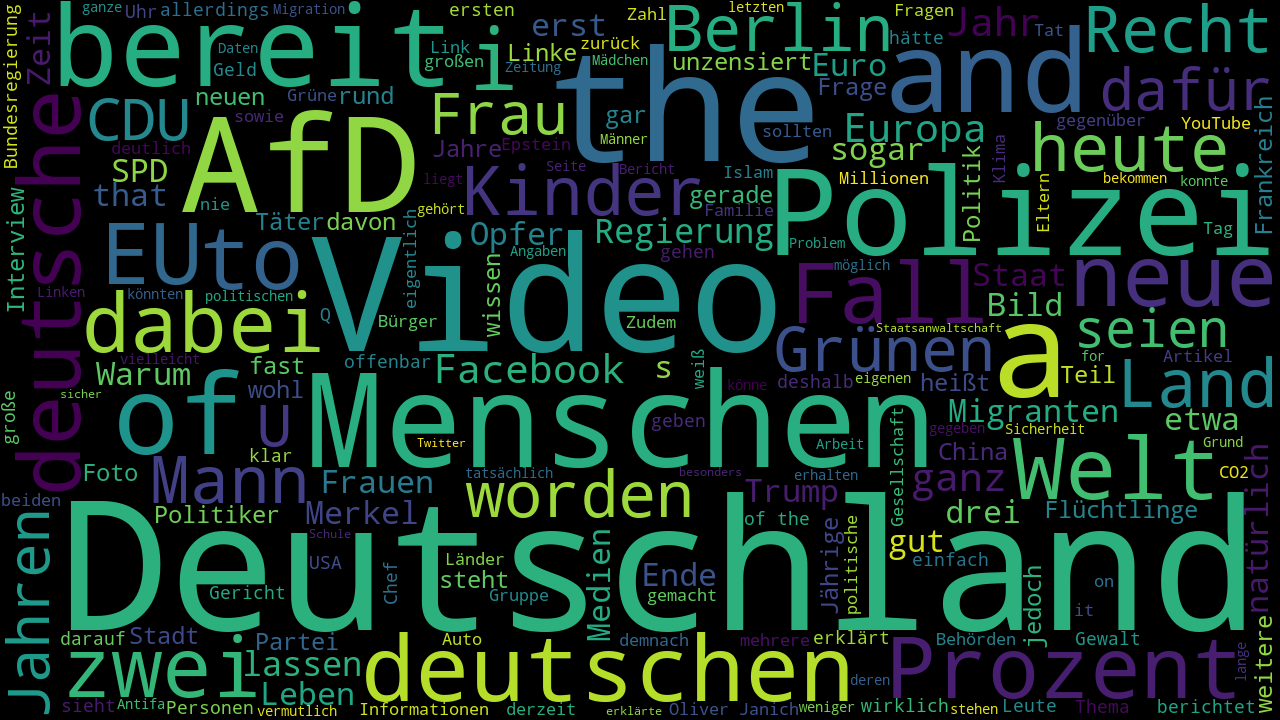 ganze Uhr allerdings Migration ersten Zahl letzten Fragen Jahr Tat Recht
bereit i erst Berlin hätte and
Zeit Daten Geld Link großen Linke Zeitung zurück Mädchen unzensiert Euro the
Bundesregierung neuen Grüne rund Frage dafür
CDU AfD sowie Frau gar Männer sollten Europa gegenüber YouTube Frankreich
deutlich SPD Jahre Epstein sogar Klima heute
deutsche that nie liegt Seite Bericht Islam Millionen Politik Eltern bekommen konnte
Kinder gerade Familie Polizei Tag
Interview Täter davon gehört Opfer Regierung Problem
EU to eigentlich Angaben gehen möglich
Linken könnten politischen wissen Video Fall Staat neue
dabei Q Bürger Zudem Bild Staatsanwaltschaft seien
vielleicht offenbar weiß Grünen for Artikel
Warum fast Facebook s könne deshalb eigenen heißt a Teil Land
große sicher wohl
of U Menschen geben gegeben Migranten etwa
klar Twitter Arbeit Gesellschaft Sicherheit Grund
Foto Mann Frauen tatsächlich besonders erhalten China Welt CO2
beiden worden Trump ganz natürlich
Jahren Politiker Merkel of the drei Flüchtlinge
Schule gut
USA Chef Länder steht Medien Ende Jährige politische einfach on
Gericht Gruppe gemacht jedoch it
Deutschland
darauf Stadt Partei Auto demnach mehrere erklärt Behörden Gewalt weitere lange
zwei lassen deutschen Prozent
Leben deren
sieht Antifa Personen vermutlich Informationen derzeit erklärte Oliver Janich weniger wirklich stehen Leute Thema berichtet